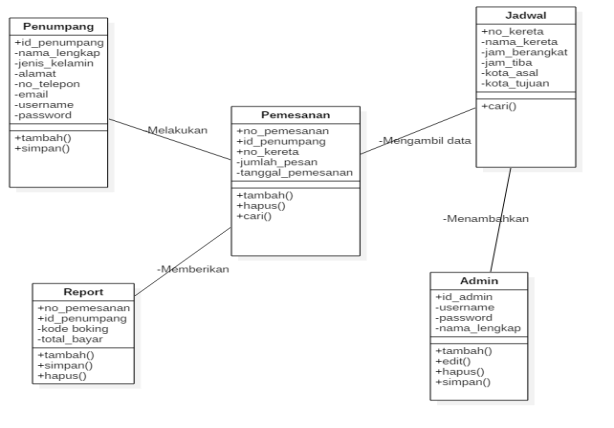 Penumpang
+id_penumpang
-nama_lengkap
-jenis_kelamin
-alamat
-no_telepon
-email
-username
-password
+tambah()
+simpan()
Jadwal
+no_kereta
-nama_kereta
-jam_berangkat
-jam_tiba
-kota_asal
-kota_tujuan
+cari()
-Melakukan
Pemesanan
+no_pemesanan
+id_penumpang
+no_kereta
-jumlah_pesan
-tanggal_pemesanan
+tambah()
+hapus()
+cari()
-Mengambil data
-Menambahkan
-Memberikan
Report
+no_pemesanan
+id_penumpang
-kode boking
-total_bayar
+tambah()
+simpan()
+hapus()
Admin
+id_admin
-username
-password
-nama_lengkap
+tambah()
+edit()
+hapus()
+simpan()